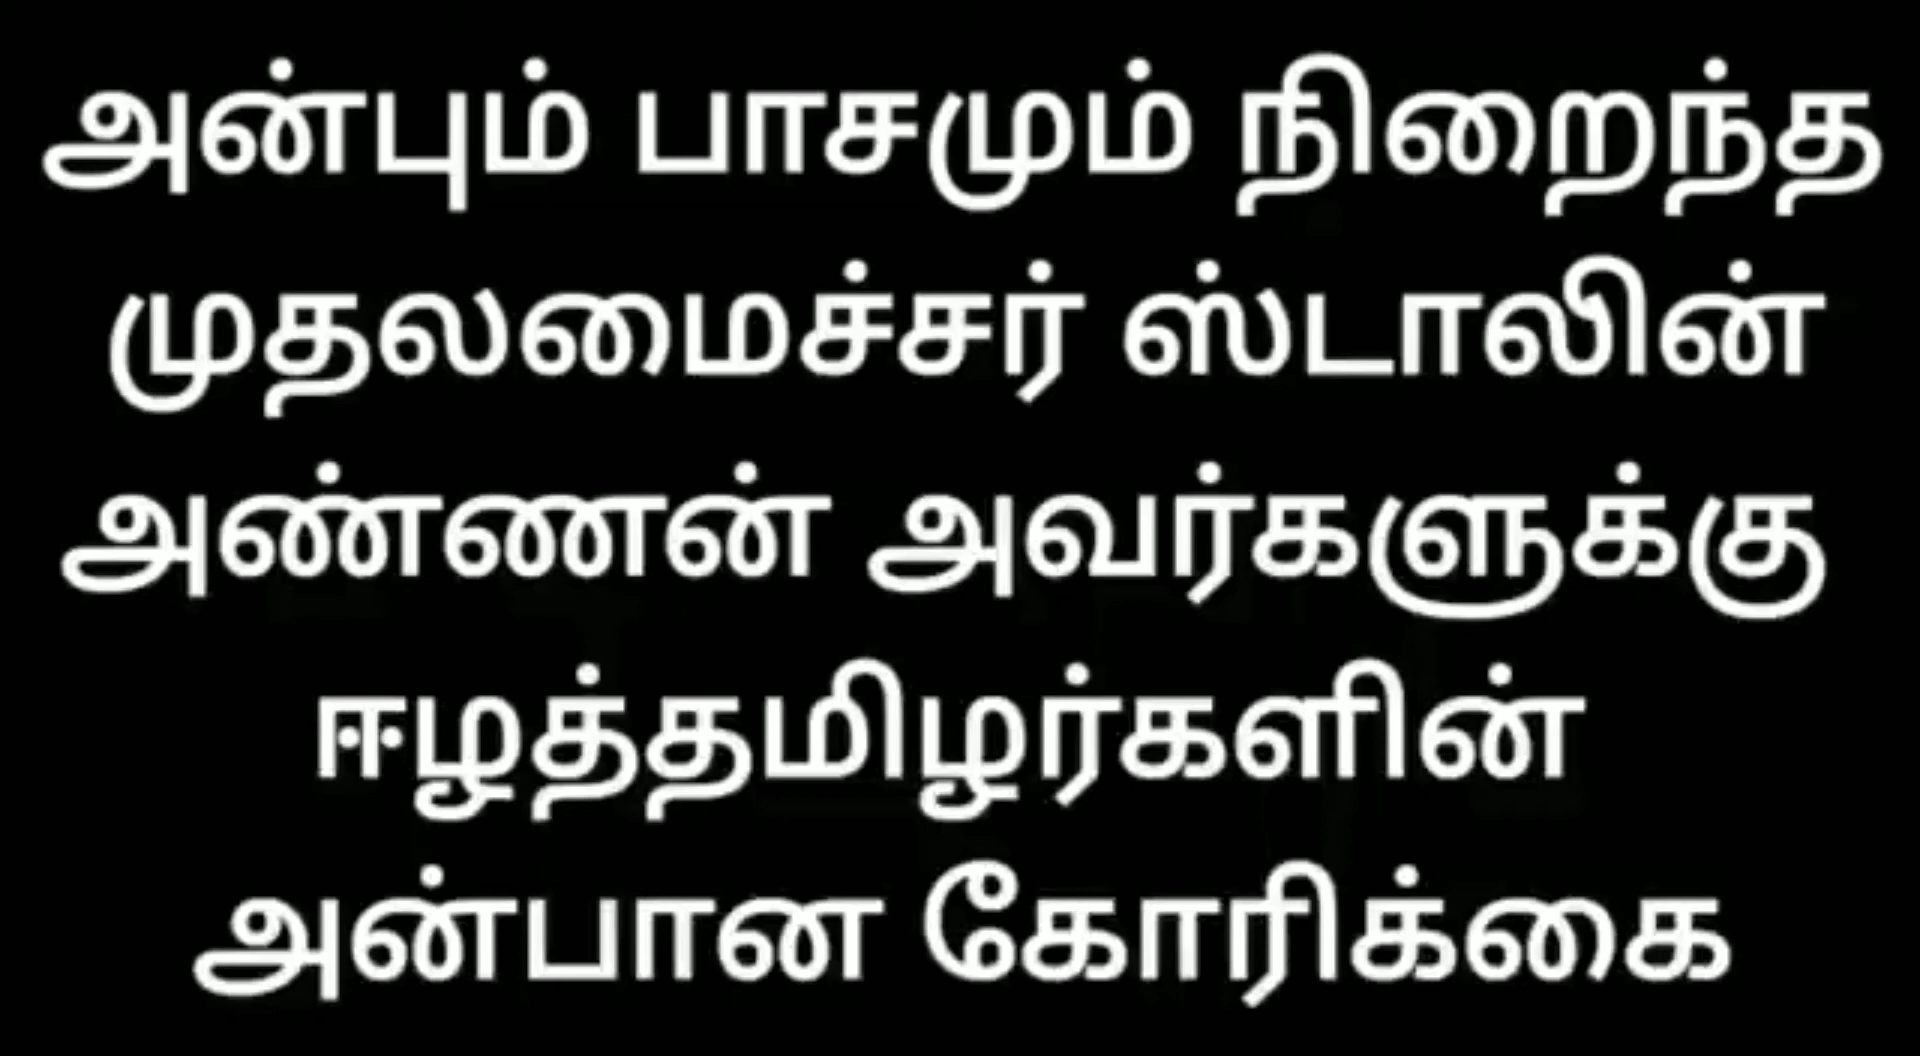 அன்பும் பாசமும் நிறைந்த
முதலமைச்சர் ஸ்டாலின்
அண்ணன் அவர்களுக்கு
ஈழத்தமிழர்களின்
அன்பான கோரிக்கை